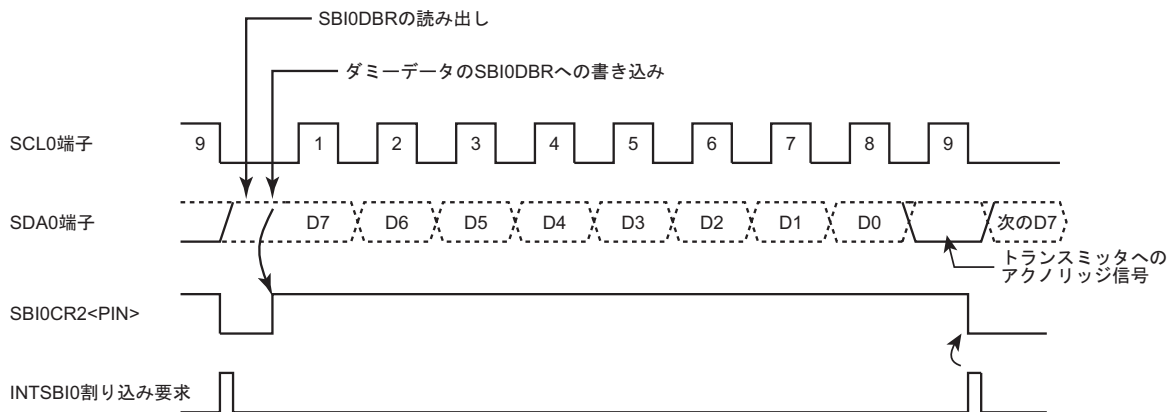 SBI0DBRの読み出し
ダミーデータのSBI0DBRへの書き込み
SCL0端子
9
1
2
3
4
5
6
7
8
9
SDA0端子
D7
D6
D5
D4
D3
D2
D1
D0
次のD7
トランスミッタへの
アクノリッジ信号
SBI0CR2<PIN>
INTSBI0割り込み要求